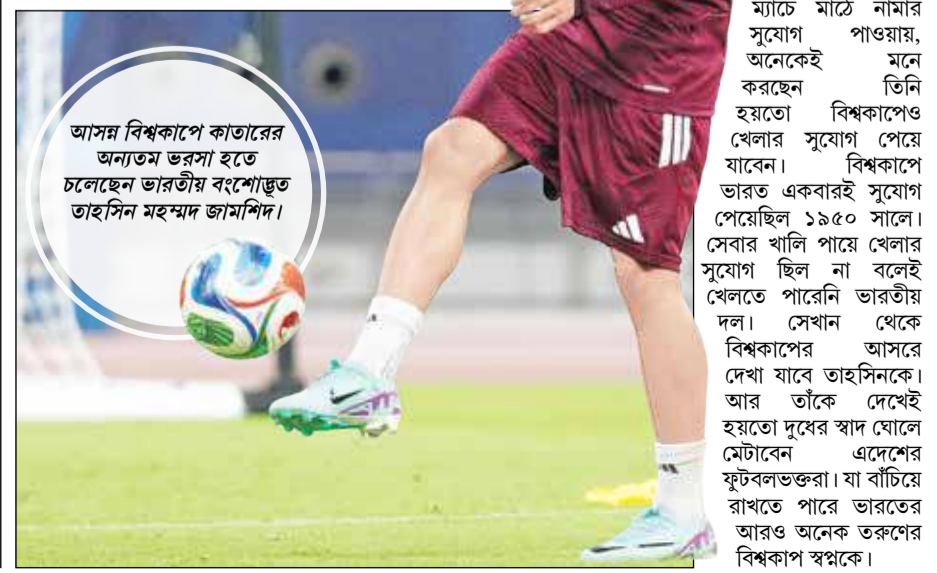 আসন্ন বিশ্বকাপে কাতারের
অন্যতম ভরসা হতে
চলেছেন ভারতীয় বংশোদ্ভূত
তাহসিন মহম্মদ জামশিদ।
ম্যাচে মাঠে নামার
সুযোগ পাওয়ায়,
অনেকেই মনে
করছেন তিনি
হয়তো বিশ্বকাপেও
খেলার সুযোগ পেয়ে
যাবেন। বিশ্বকাপে
ভারত একবারই সুযোগ
পেয়েছিল ১৯৫০ সালে।
সেবার খালি পায়ে খেলার
সুযোগ ছিল না বলেই
খেলতে পারেনি ভারতীয়
দল। সেখান থেকে
বিশ্বকাপের আসরে
দেখা যাবে তাহসিনকে।
আর তাঁকে দেখেই
হয়তো দুধের স্বাদ ঘোলে
মেটাবেন এদেশের
ফুটবলভক্তরা। যা বাঁচিয়ে
রাখতে পারে ভারতের
আরও অনেক তরুণের
বিশ্বকাপ স্বপ্নকে।